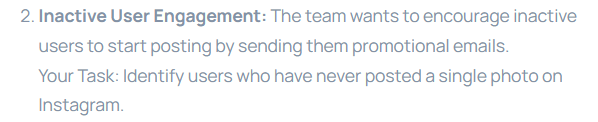 2. Inactive User Engagement: The team wants to encourage inactive
users to start posting by sending them promotional emails.
Your Task: Identify users who have never posted a single photo on
Instagram.